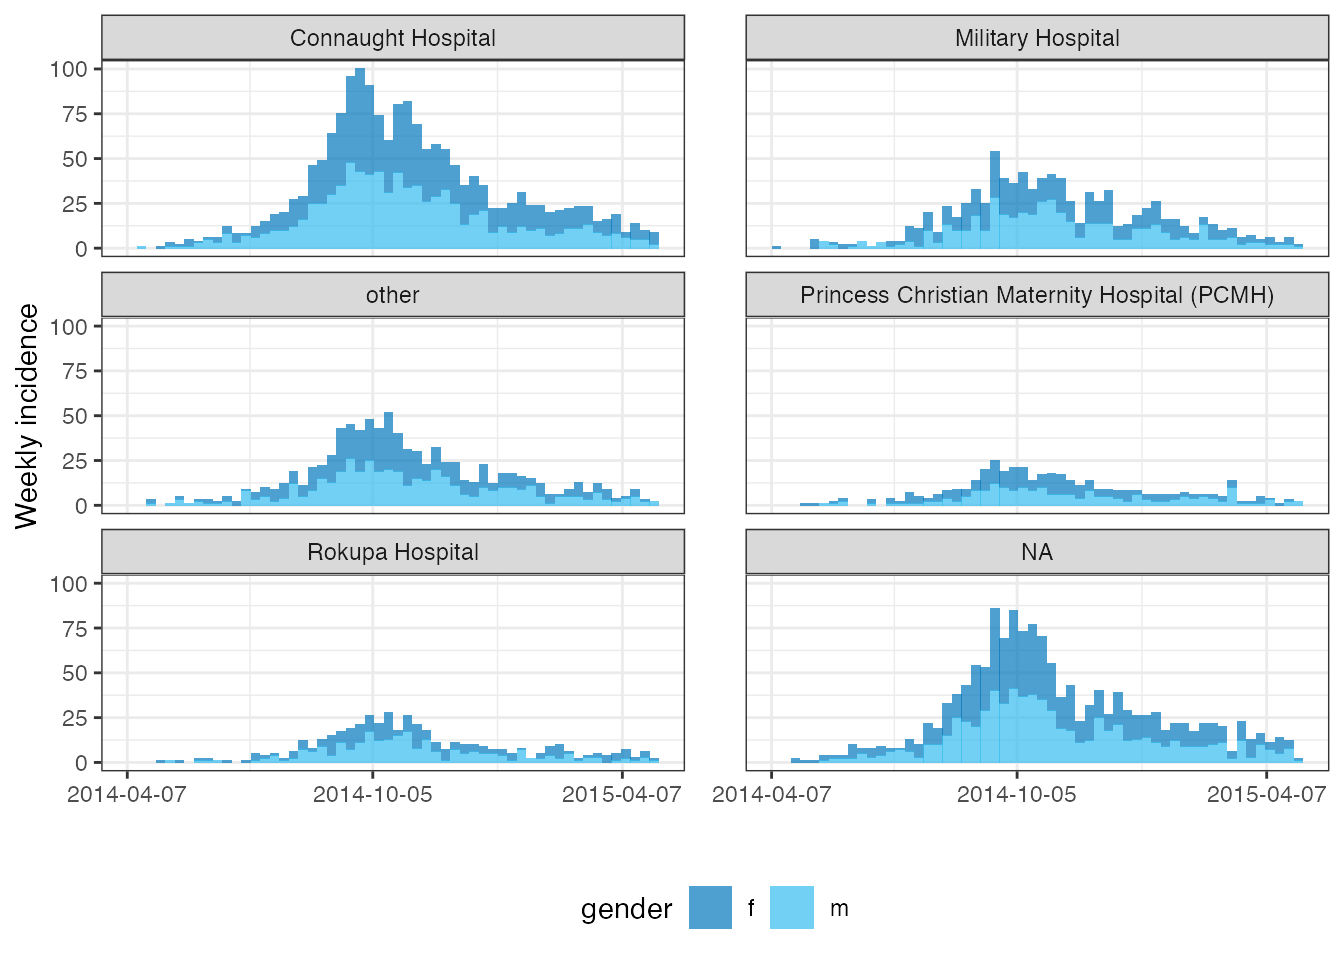 Connaught Hospital
Military Hospital
100
75
50
25
0
other
Princess Christian Maternity Hospital (PCMH)
100
75
50
25
0
Weekly incidence
Rokupa Hospital
NA
100
75
50
25
0
2014-04-07
2014-10-05
2015-04-07
2014-04-07
2014-10-05
2015-04-07
gender
f
m